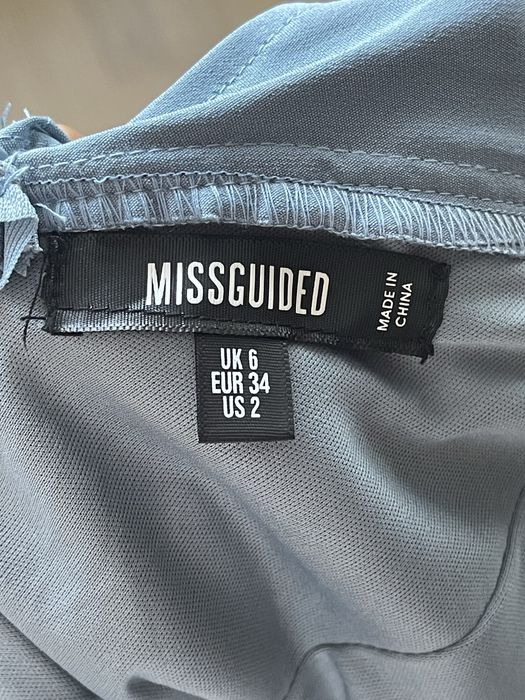 MISSGUIDED
MADE IN
CHINA
UK 6
EUR 34
US 2